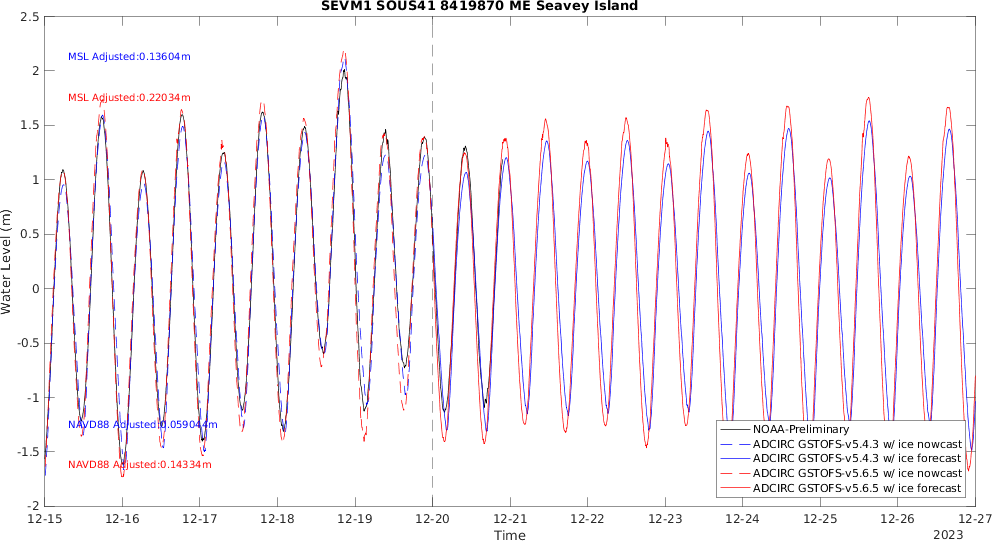 SEVM1 SOUS41 8419870 ME Seavey Island
2.5
2
1.5
1
0.5
0
-0.5
-1
-1.5
-2
Water Level (m)
MSL Adjusted:0.13604m
MSL Adjusted:0.22034m
NAVD88 Adjusted:0.059044m
NAVD88 Adjusted:0.14334m
NOAA-Preliminary
ADCIRC GSTOFS-v5.4.3 w/ ice nowcast
ADCIRC GSTOFS-v5.4.3 w/ ice forecast
ADCIRC GSTOFS-v5.6.5 w/ ice nowcast
ADCIRC GSTOFS-v5.6.5 w/ ice forecast
12-15 12-16 12-17 12-18 12-19 12-20 12-21 12-22 12-23 12-24 12-25 12-26 12-27
Time
2023